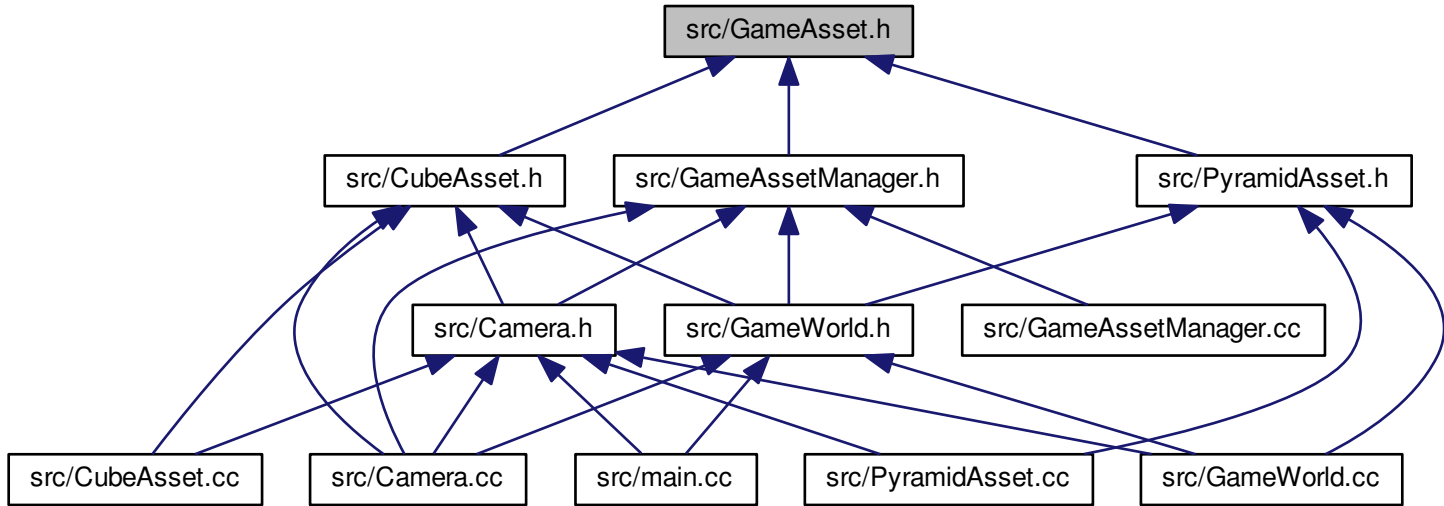 src/GameAsset.h
src/CubeAsset.h
src/GameAssetManager.h
src/PyramidAsset.h
src/Camera.h
src/GameWorld.h
src/GameAssetManager.cc
src/CubeAsset.cc
src/Camera.cc
src/main.cc
src/PyramidAsset.cc
src/GameWorld.cc